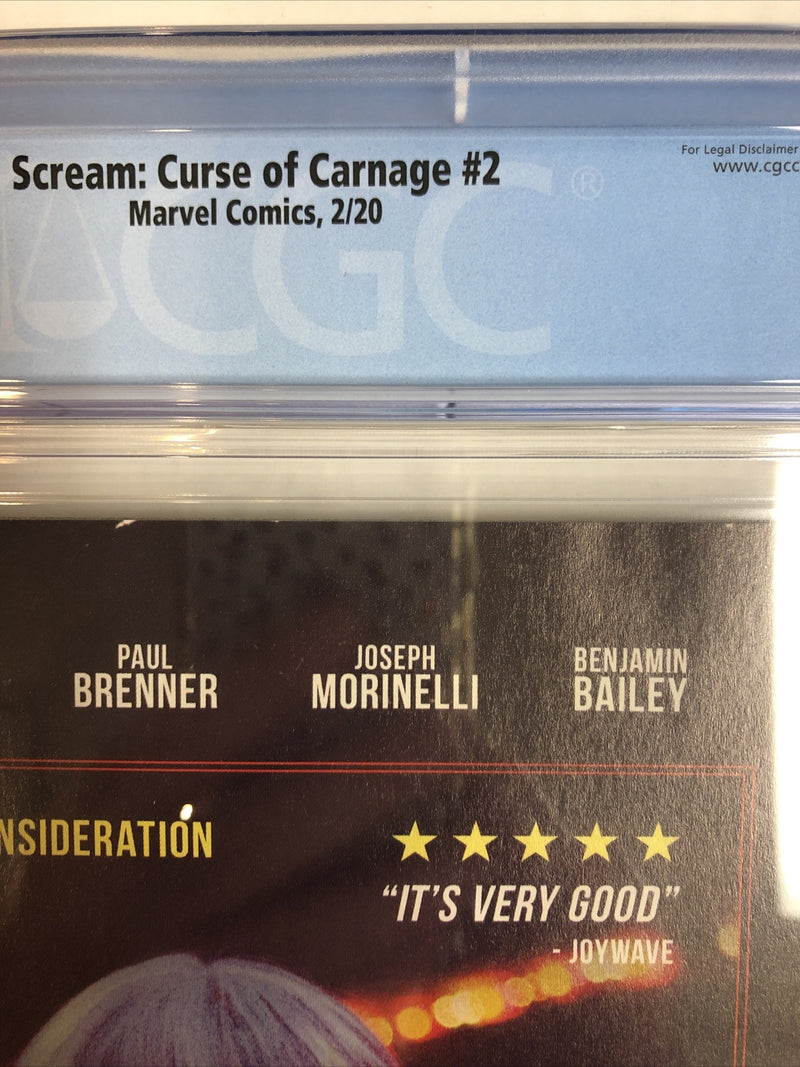 Scream: Curse of Carnage #2
Marvel Comics, 2/20
For Legal Disclaimer
www.cgcc
CGC ®
PAUL
BRENNER
JOSEPH
MORINELLI
BENJAMIN
BAILEY
NSIDERATION
★★★★★
“IT’S VERY GOOD”
- JOYWAVE